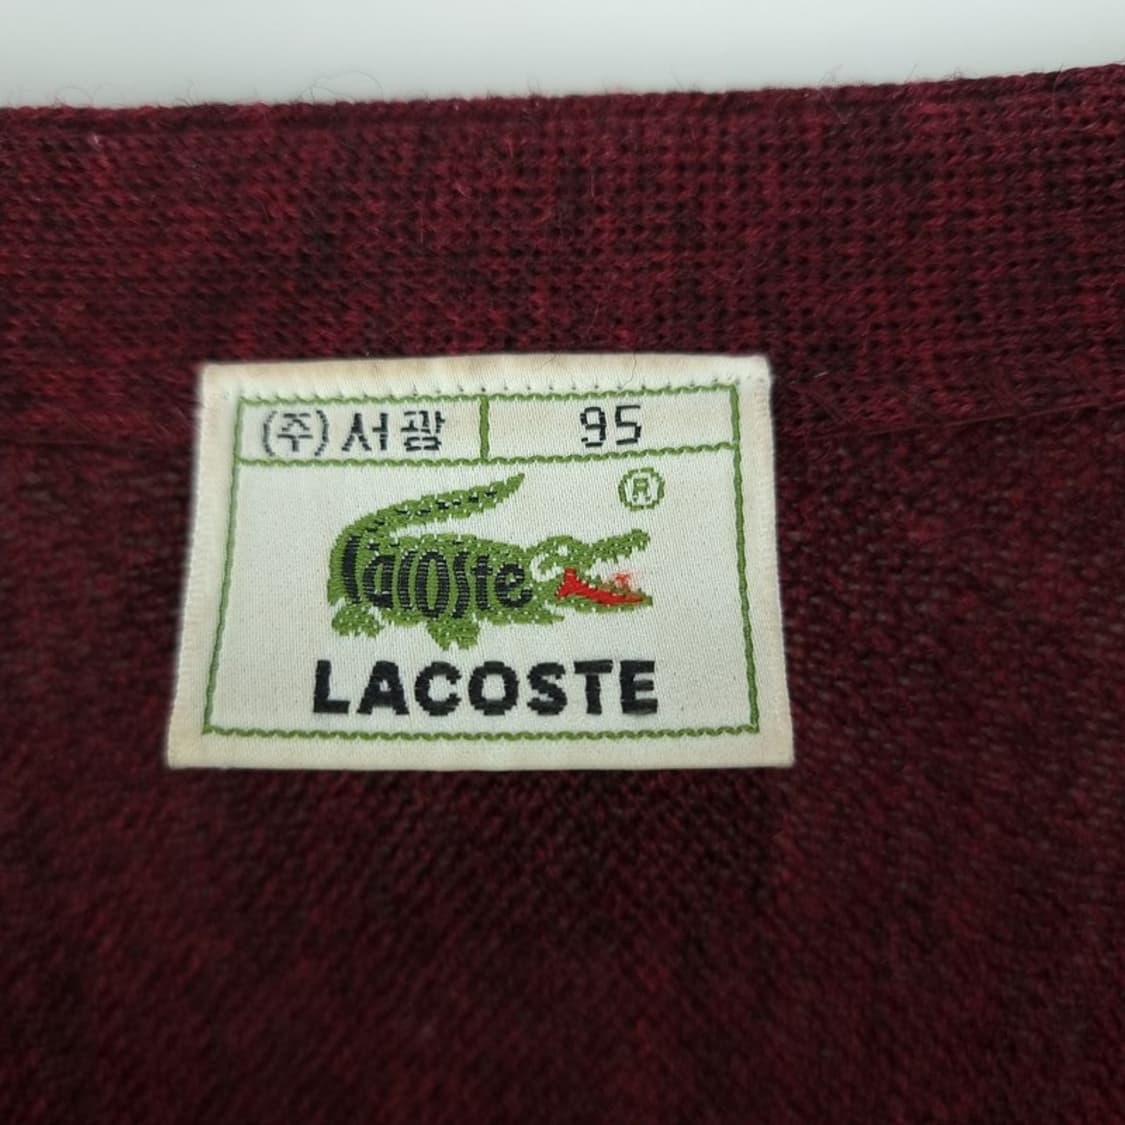 (주)서광 95
®
Lacoste
LACOSTE